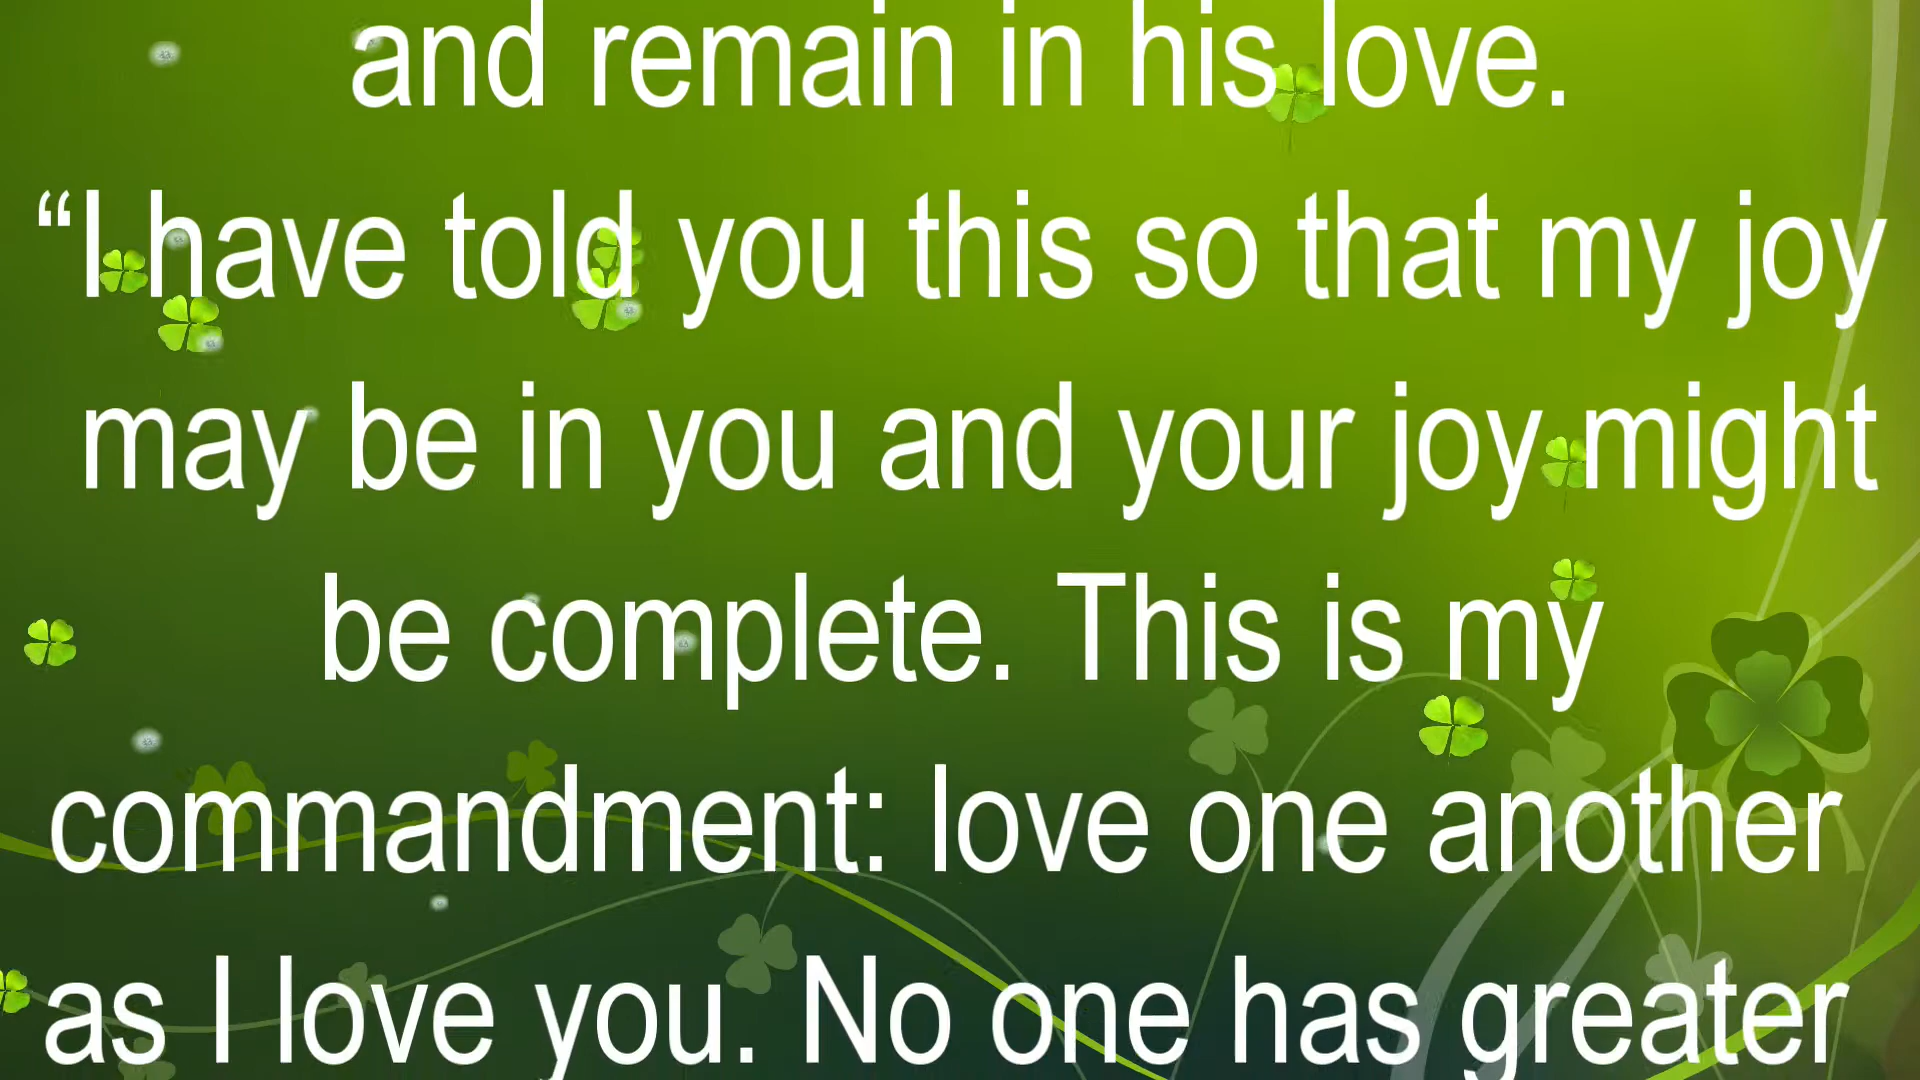 and remain in his love.
“I have told you this so that my joy
may be in you and your joy might
be complete. This is my
commandment: love one another
as I love you. No one has greater